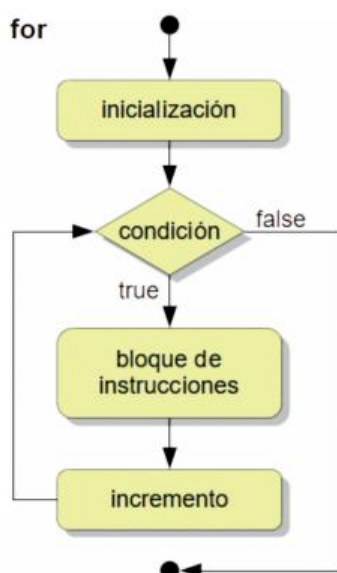 for
inicialización
condición
false
true
bloque de
instrucciones
incremento